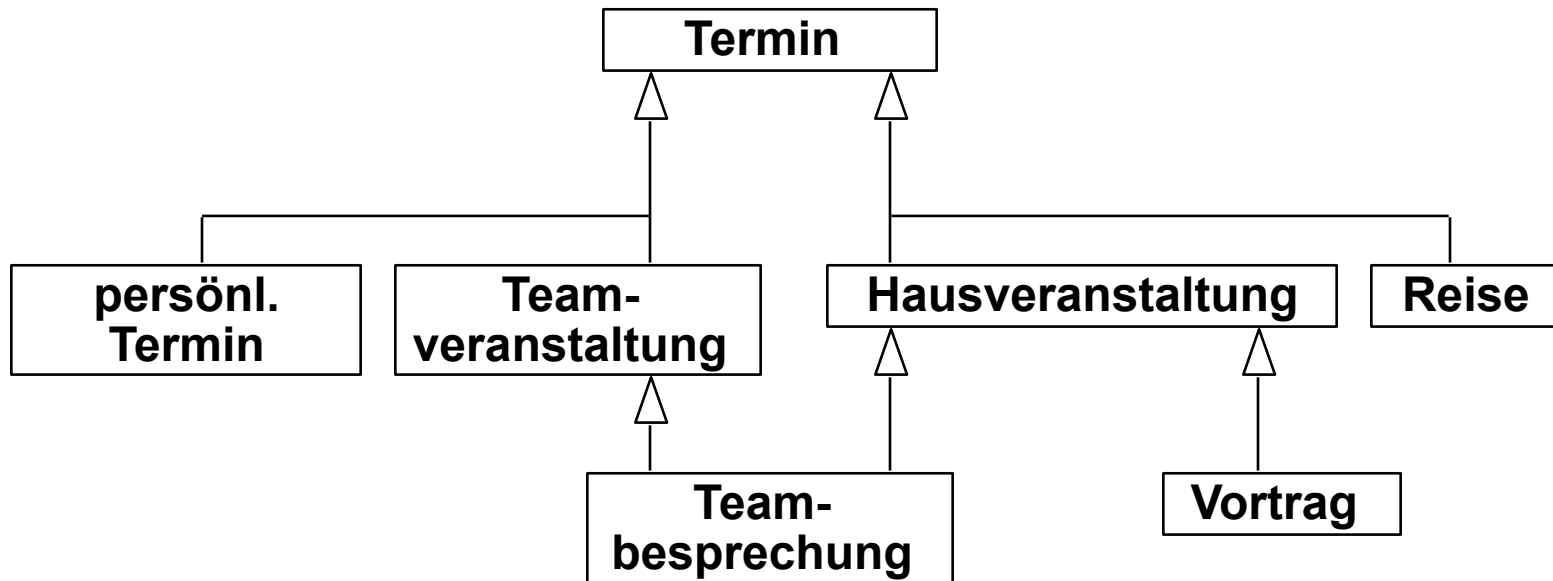 Termin
persönl.
Termin
Team-
veranstaltung
Hausveranstaltung
Reise
Team-
besprechung
Vortrag